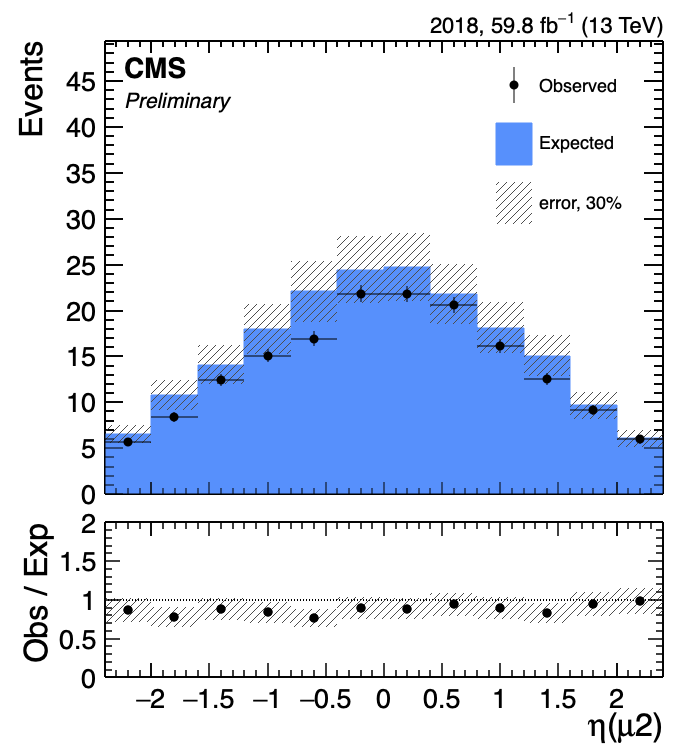 2018, 59.8 fb⁻¹ (13 TeV)
CMS
Preliminary
Observed
Expected
error, 30%
Events
45
40
35
30
25
20
15
10
5
0
Obs / Exp
2
1.5
1
0.5
0
−2 −1.5 −1 −0.5 0 0.5 1 1.5 2
η(μ2)